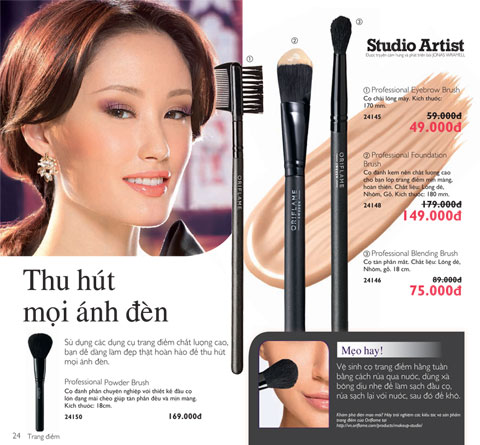 ①
②
③
Studio Artist
① Professional Eyebrow Brush
Cọ chải lông mày. Kích thước:
170 mm.
24145
59.000đ
49.000đ
② Professional Foundation
Brush
Cọ đánh kem nền chất lượng cao
cho bạn lớp trang điểm mịn màng,
hoàn thiện. Chất liệu: Lông dê,
Nhôm, Gỗ. Kích thước: 180 mm.
24148
179.000đ
149.000đ
③ Professional Blending Brush
Cọ tán phấn mắt. Chất liệu: Lông dê,
Nhôm, gỗ. 18 cm.
24146
89.000đ
75.000đ
ORIFLAME
ORIFLAME
Thu hút
mọi ánh đèn
Sử dụng các dụng cụ trang điểm chất lượng cao,
bạn dễ dàng làm đẹp thật hoàn hảo để thu hút
mọi ánh đèn.
Professional Powder Brush
Cọ đánh phấn chuyên nghiệp với thiết kế đầu cọ
lớn dạng mái chèo giúp tán phấn đều và mịn màng.
Kích thước: 18cm.
24150
169.000đ
Mẹo hay!
Vệ sinh cọ trang điểm hằng tuần
bằng cách rửa qua nước, dùng xà
bông dịu nhẹ để làm sạch đầu cọ,
rửa sạch lại với nước, sau đó để khô.
24 Trang điểm